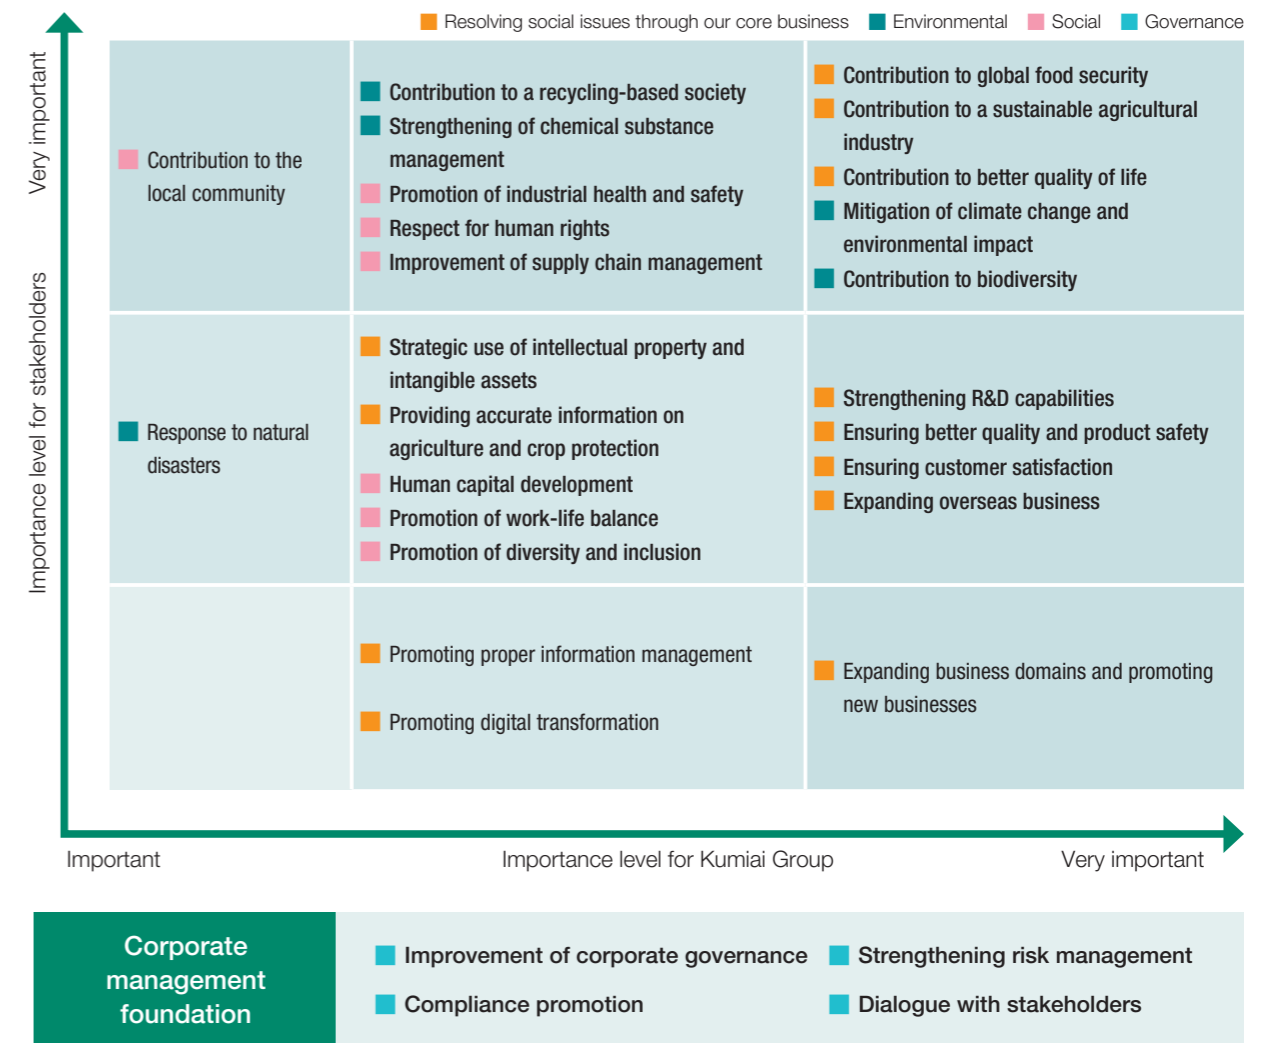 Resolving social issues through our core business Environmental Social Governance
Very important
Importance level for stakeholders
Contribution to the
local community
Contribution to a recycling-based society
Strengthening of chemical substance
management
Promotion of industrial health and safety
Respect for human rights
Improvement of supply chain management
Contribution to global food security
Contribution to a sustainable agricultural
industry
Contribution to better quality of life
Mitigation of climate change and
environmental impact
Contribution to biodiversity
Response to natural
disasters
Strategic use of intellectual property and
intangible assets
Providing accurate information on
agriculture and crop protection
Human capital development
Promotion of work-life balance
Promotion of diversity and inclusion
Strengthening R&D capabilities
Ensuring better quality and product safety
Ensuring customer satisfaction
Expanding overseas business
Promoting proper information management
Promoting digital transformation
Expanding business domains and promoting
new businesses
Important
Importance level for Kumiai Group
Very important
Corporate
management
foundation
Improvement of corporate governance
Strengthening risk management
Compliance promotion
Dialogue with stakeholders